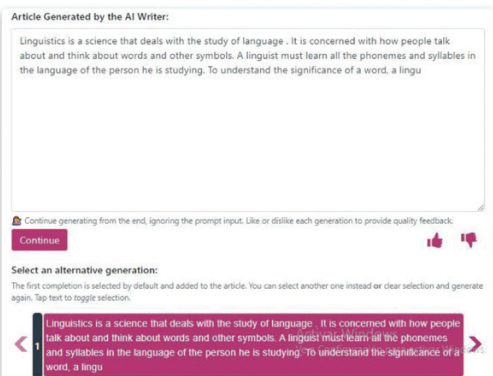 Article Generated by the AI Writer:
Linguistics is a science that deals with the study of language . It is concerned with how people talk
about and think about words and other symbols. A linguist must learn all the phonemes and syllables in
the language of the person he is studying. To understand the significance of a word, a lingu
Continue generating from the end, ignoring the prompt input. Like or dislike each generation to provide quality feedback.
Continue
Select an alternative generation:
The first completion is selected by default and added to the article. You can select another one instead or clear selection and generate
again. Tap text to toggle selection.
1
Linguistics is a science that deals with the study of language . It is concerned with how people
talk about and think about words and other symbols. A linguist must learn all the phonemes
and syllables in the language of the person he is studying. To understand the significance of a
word, a lingu
Activar Windows